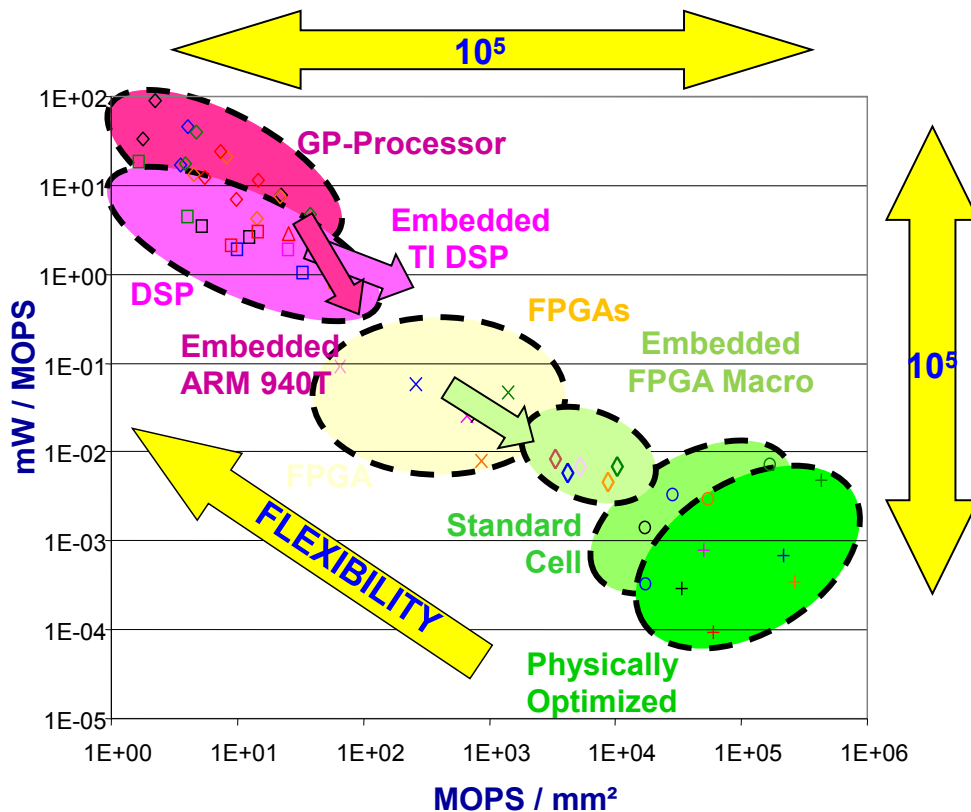 10⁵
1E+02
1E+01
1E+00
1E-01
1E-02
1E-03
1E-04
1E-05
mW / MOPS
GP-Processor
Embedded
TI DSP
DSP
FPGAs
Embedded
ARM 940T
Embedded
FPGA Macro
10⁵
FPGA
FLEXIBILITY
Standard
Cell
Physically
Optimized
1E+00
1E+01
1E+02
1E+03
1E+04
1E+05
1E+06
MOPS / mm²